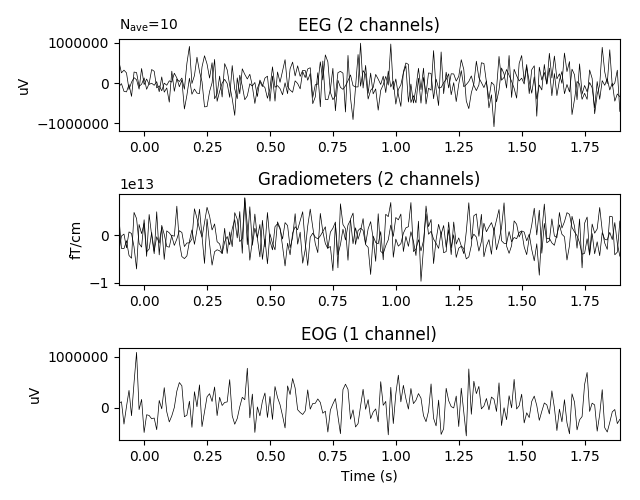 N_ave=10
EEG (2 channels)
1000000
0
−1000000
uV
0.00 0.25 0.50 0.75 1.00 1.25 1.50 1.75
1e13
Gradiometers (2 channels)
0
−1
fT/cm
0.00 0.25 0.50 0.75 1.00 1.25 1.50 1.75
EOG (1 channel)
1000000
0
uV
0.00 0.25 0.50 0.75 1.00 1.25 1.50 1.75
Time (s)